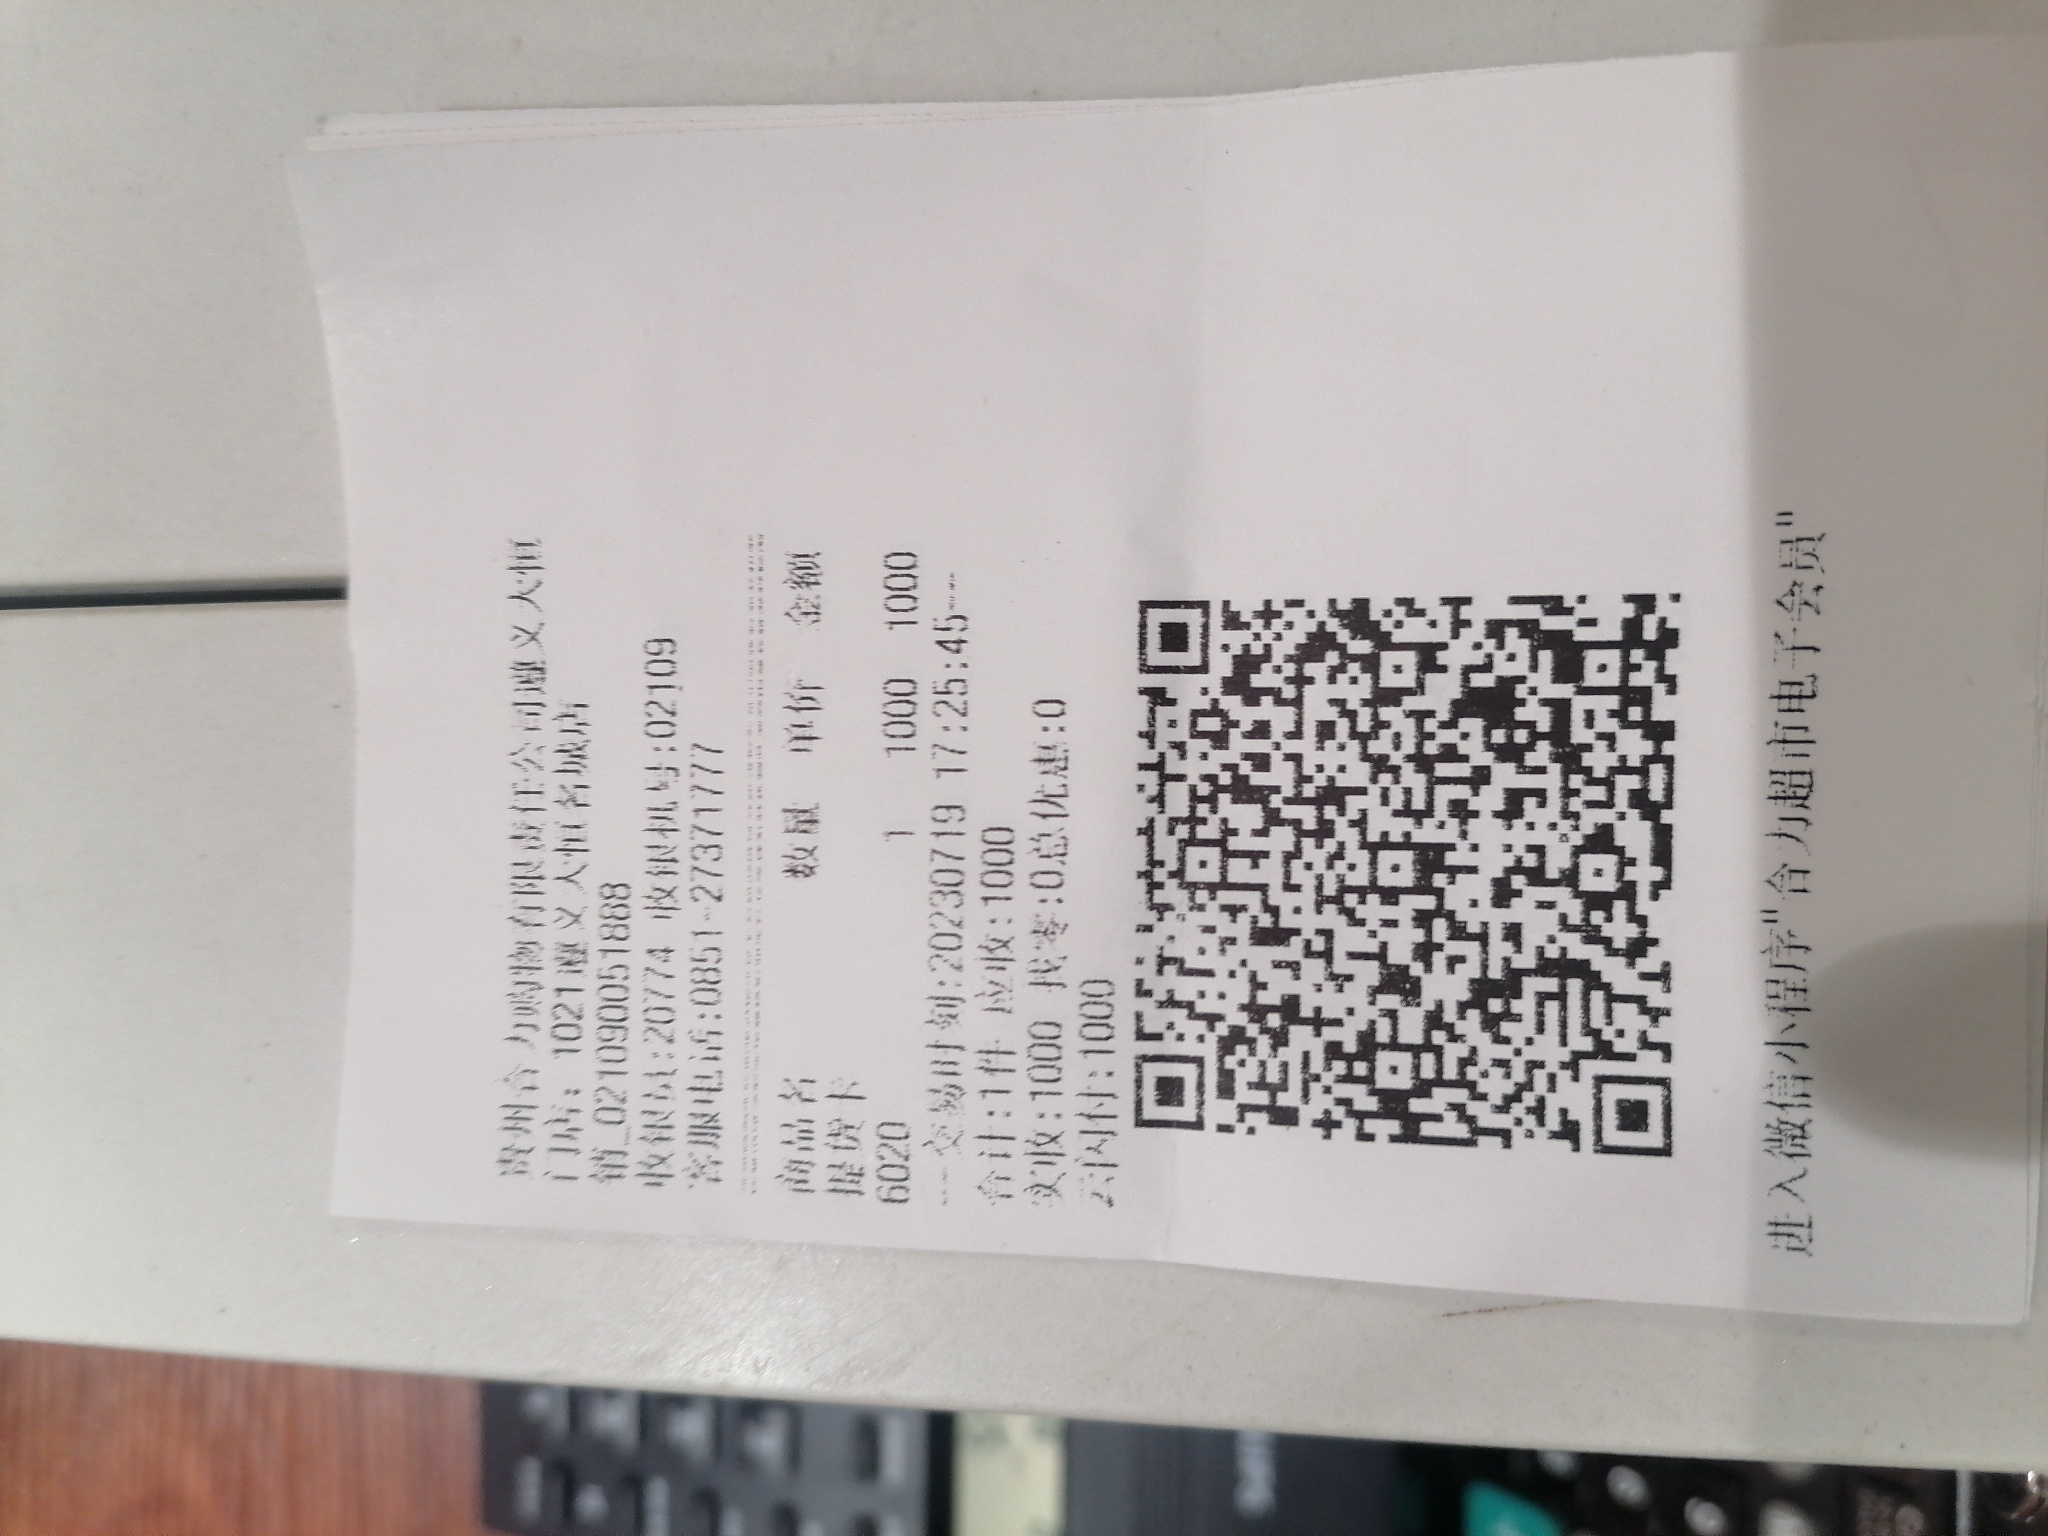 贵州合力购物有限责任公司遵义天恒
门店: 1021遵义天恒名城店
销_021090051888
收银员:20774 收银机号:02109
客服电话:0851-27371777
商品名 数量 单价 金额
提货卡
6020 1 1000 1000
---交易时刻:20230719 17:25:45---
合计:1件 应收:1000
实收:1000 找零:0总优惠:0
云闪付:1000
进入微信小程序"合力超市电子会员"